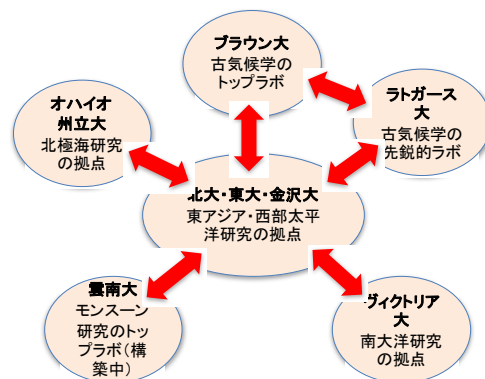 ブラウン大
古気候学の
トップラボ
オハイオ
州立大
北極海研究
の拠点
ラトガース
大
古気候学の
先鋭的ラボ
北大・東大・金沢大
東アジア・西部太平
洋研究の拠点
雲南大
モンスーン
研究のトッ
プラボ（構
築中）
ヴィクトリア
大
南大洋研究
の拠点